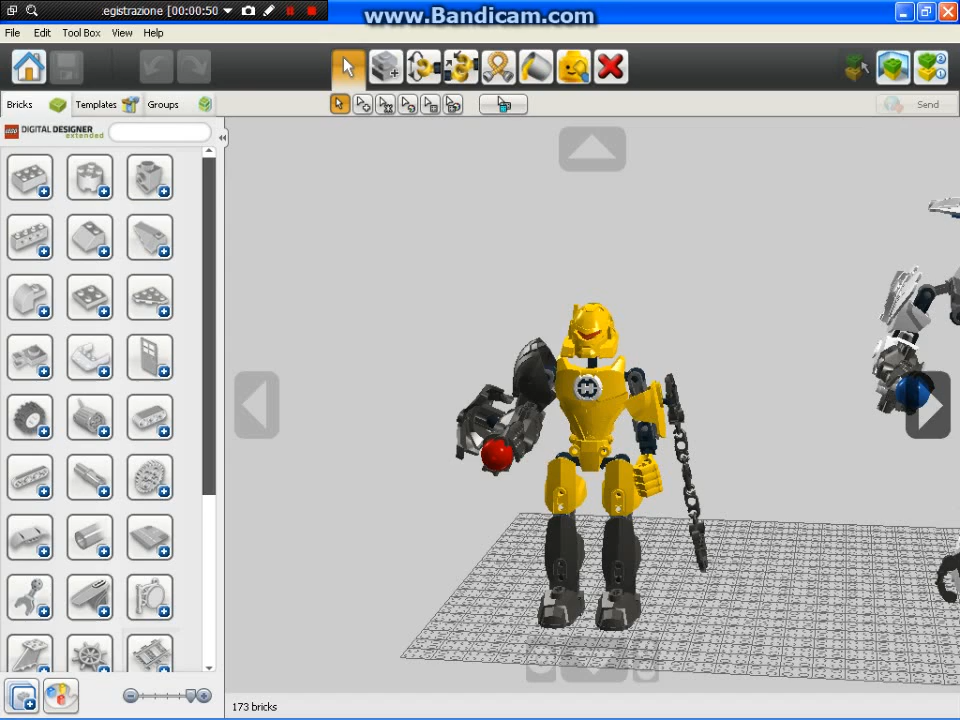 .egistrazione [00:00:50
www.Bandicam.com
File Edit Tool Box View Help
Send
Bricks Templates Groups
LEGO DIGITAL DESIGNER
extended
173 bricks